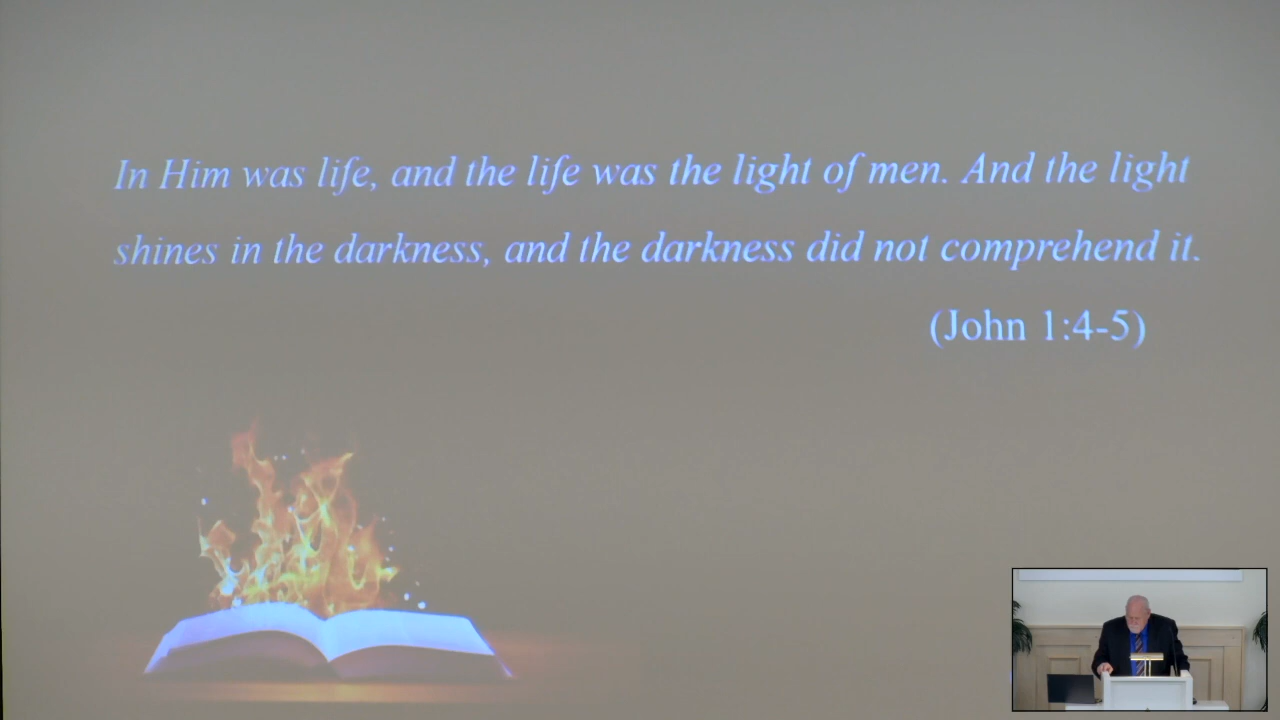 In Him was life, and the life was the light of men. And the light
shines in the darkness, and the darkness did not comprehend it.
(John 1:4-5)